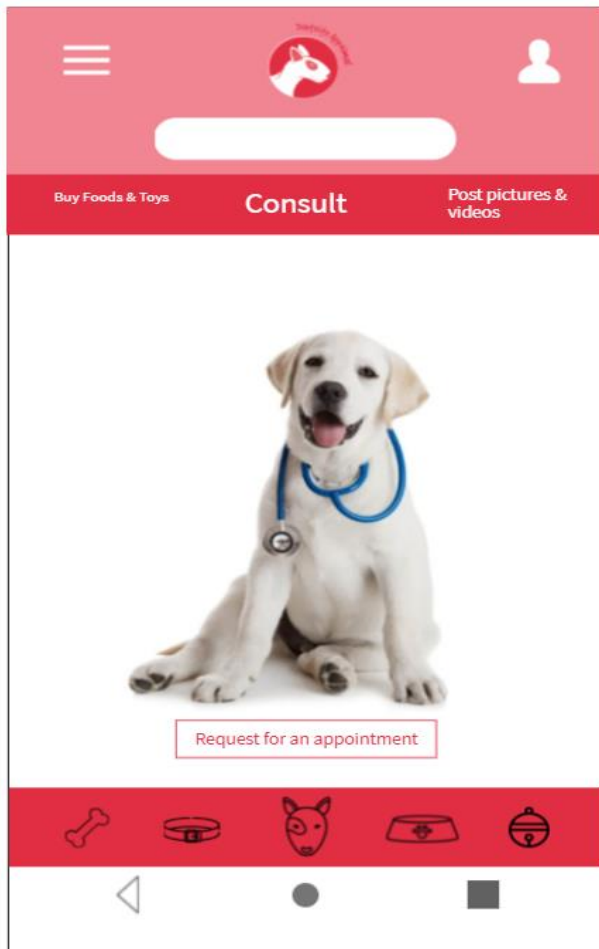 Buy Foods & Toys
Consult
Post pictures &
videos
Request for an appointment